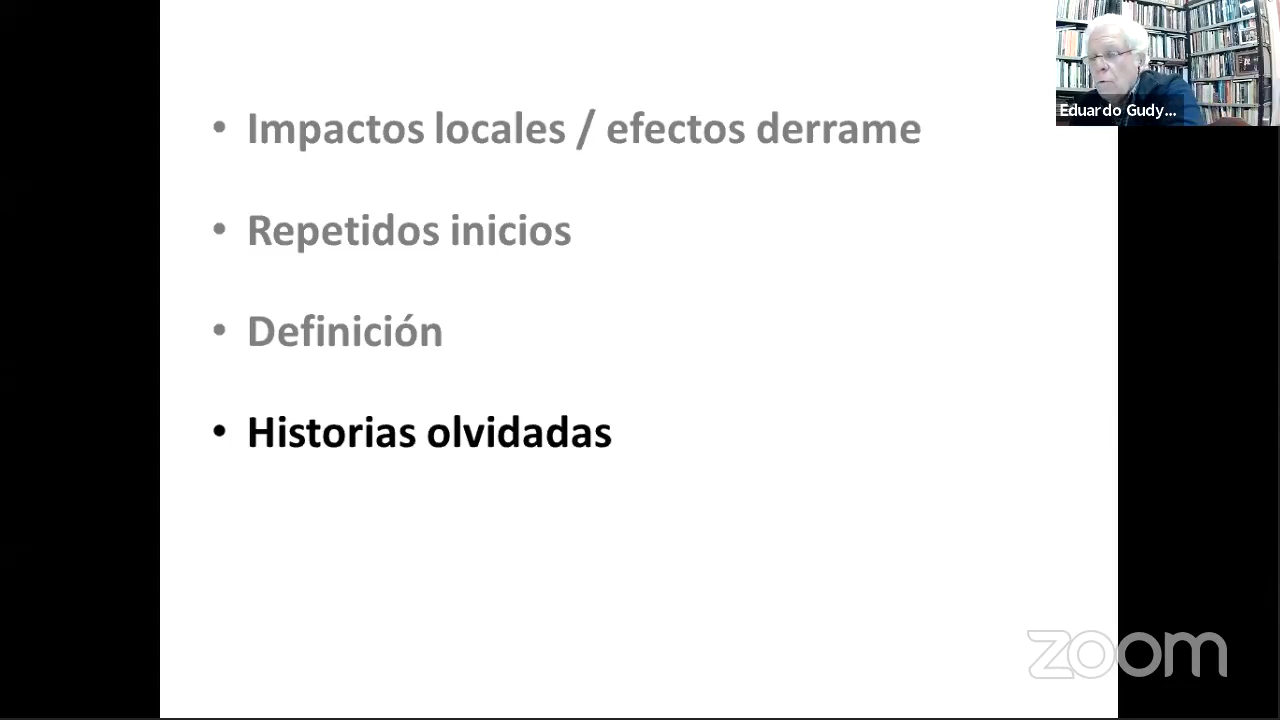 • Impactos locales / efectos derrame
• Repetidos inicios
• Definición
• Historias olvidadas
Eduardo Gudy...
zoom